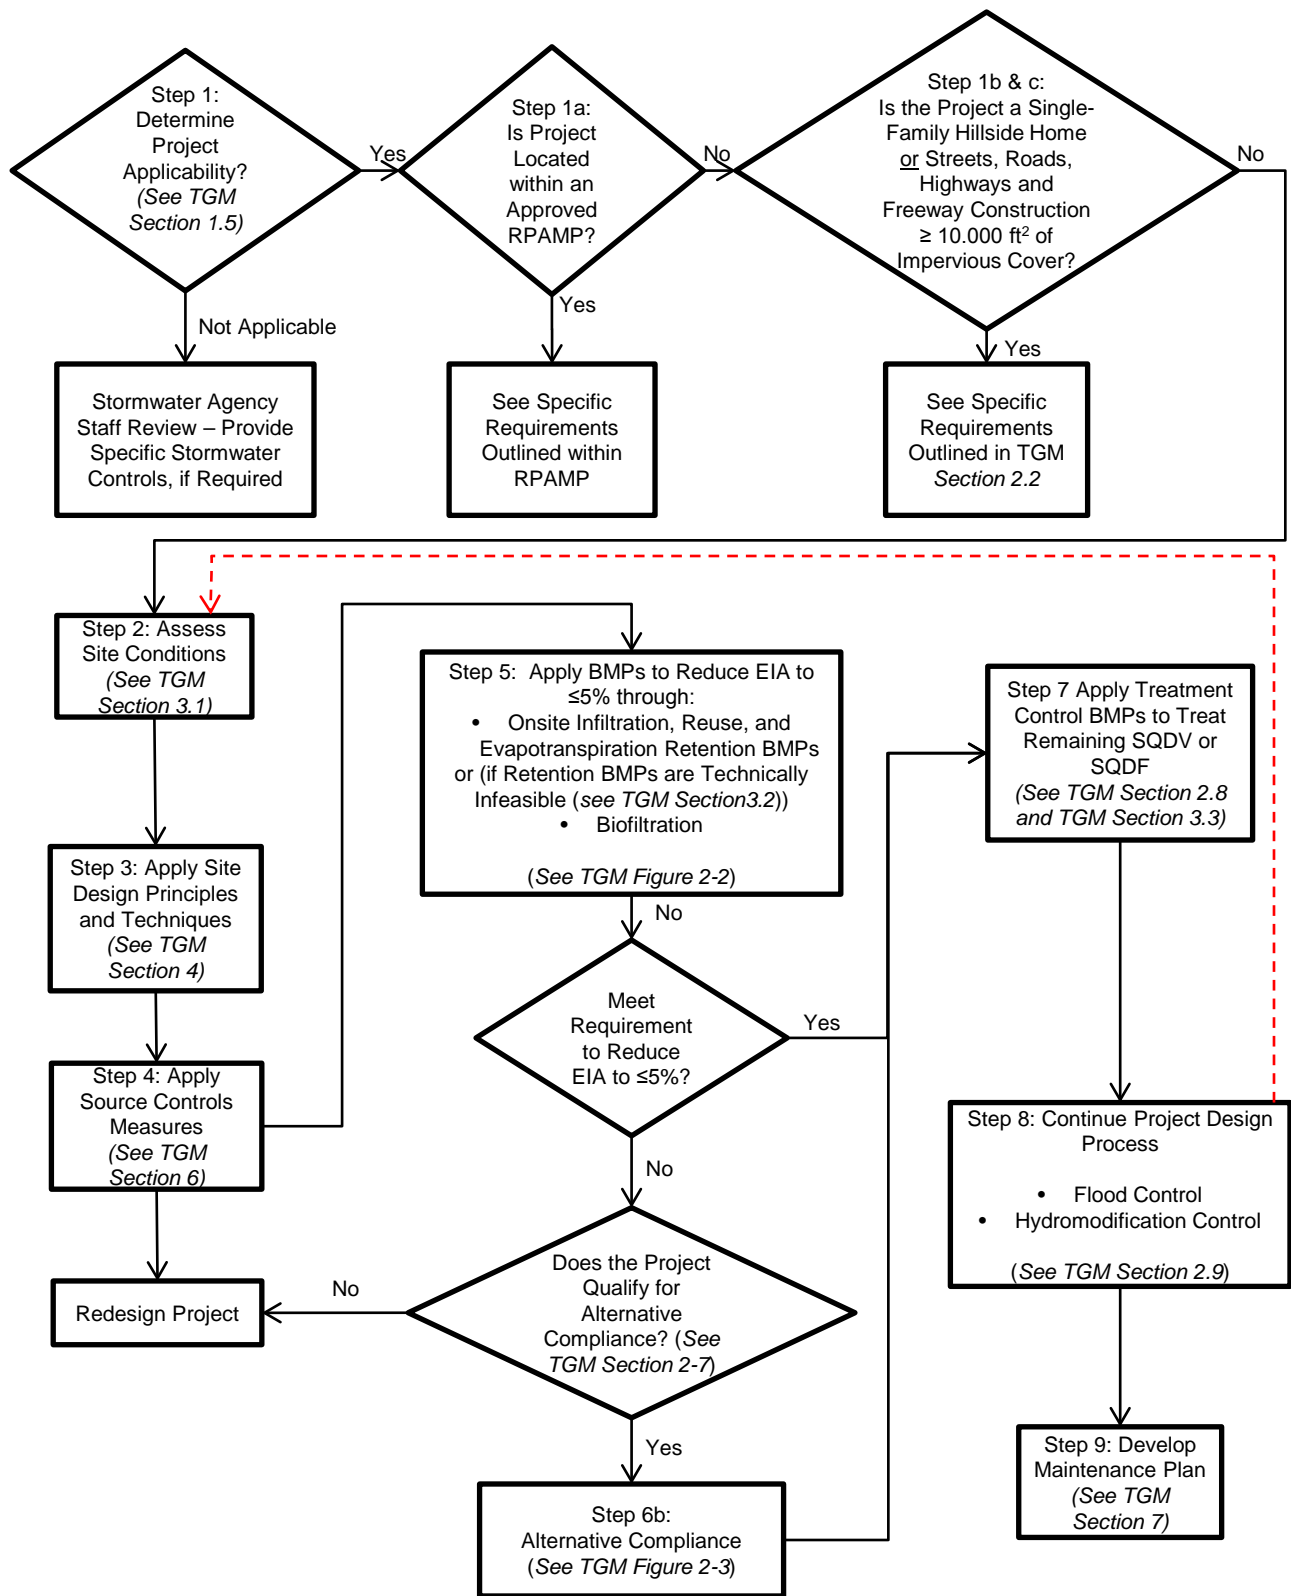 Step 1:
Determine
Project
Applicability?
(See TGM
Section 1.5)
Yes
Not Applicable
Step 1a:
Is Project
Located
within an
Approved
RPAMP?
No
Yes
Step 1b & c:
Is the Project a Single-
Family Hillside Home
or Streets, Roads,
Highways and
Freeway Construction
≥ 10.000 ft² of
Impervious Cover?
No
Yes
Stormwater Agency
Staff Review – Provide
Specific Stormwater
Controls, if Required
See Specific
Requirements
Outlined within
RPAMP
See Specific
Requirements
Outlined in TGM
Section 2.2
Step 2: Assess
Site Conditions
(See TGM
Section 3.1)
Step 3: Apply Site
Design Principles
and Techniques
(See TGM
Section 4)
Step 4: Apply
Source Controls
Measures
(See TGM
Section 6)
Redesign Project
Step 5:  Apply BMPs to Reduce EIA to
≤5% through:
• Onsite Infiltration, Reuse, and
Evapotranspiration Retention BMPs
or (if Retention BMPs are Technically
Infeasible (see TGM Section3.2))
• Biofiltration
(See TGM Figure 2-2)
No
Meet
Requirement
to Reduce
EIA to ≤5%?
Yes
No
Does the Project
Qualify for
Alternative
Compliance? (See
TGM Section 2-7)
No
Yes
Step 6b:
Alternative Compliance
(See TGM Figure 2-3)
Step 7 Apply Treatment
Control BMPs to Treat
Remaining SQDV or
SQDF
(See TGM Section 2.8
and TGM Section 3.3)
Step 8: Continue Project Design
Process
• Flood Control
• Hydromodification Control
(See TGM Section 2.9)
Step 9: Develop
Maintenance Plan
(See TGM
Section 7)